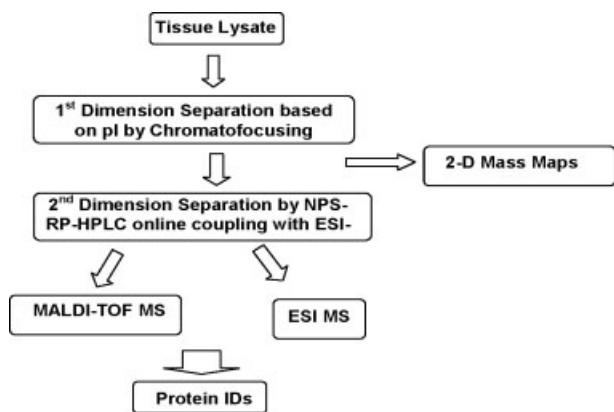 Tissue Lysate
1st Dimension Separation based
on pI by Chromatofocusing
2-D Mass Maps
2nd Dimension Separation by NPS-
RP-HPLC online coupling with ESI-
MALDI-TOF MS
ESI MS
Protein IDs